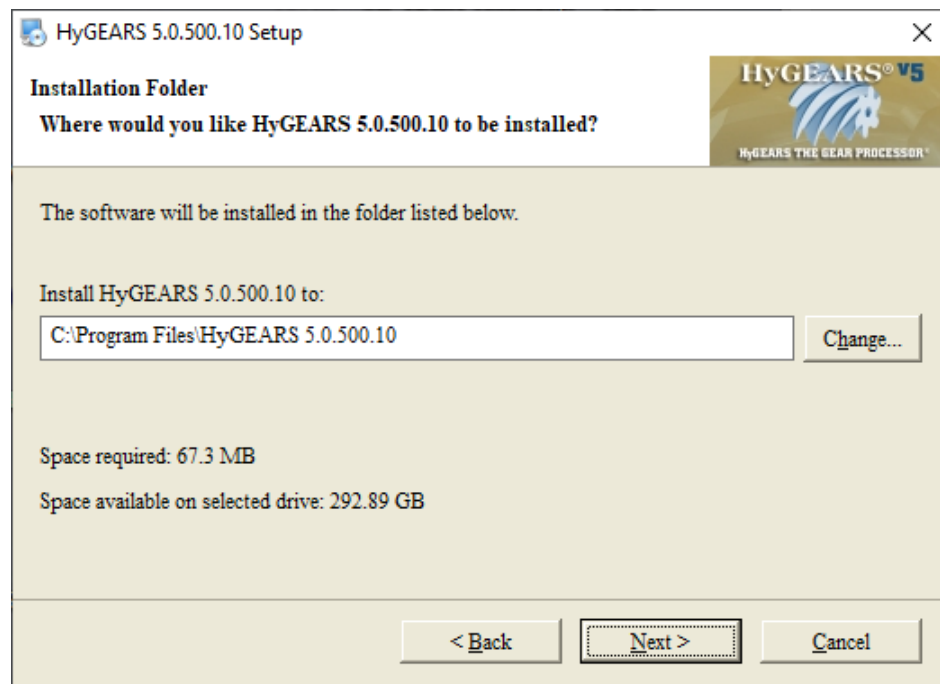 HyGEARS 5.0.500.10 Setup
Installation Folder
Where would you like HyGEARS 5.0.500.10 to be installed?
HyGEARS® V5
HyGEARS THE GEAR PROCESSOR®
The software will be installed in the folder listed below.
Install HyGEARS 5.0.500.10 to:
C:\Program Files\HyGEARS 5.0.500.10
Change...
Space required: 67.3 MB
Space available on selected drive: 292.89 GB
< Back
Next >
Cancel